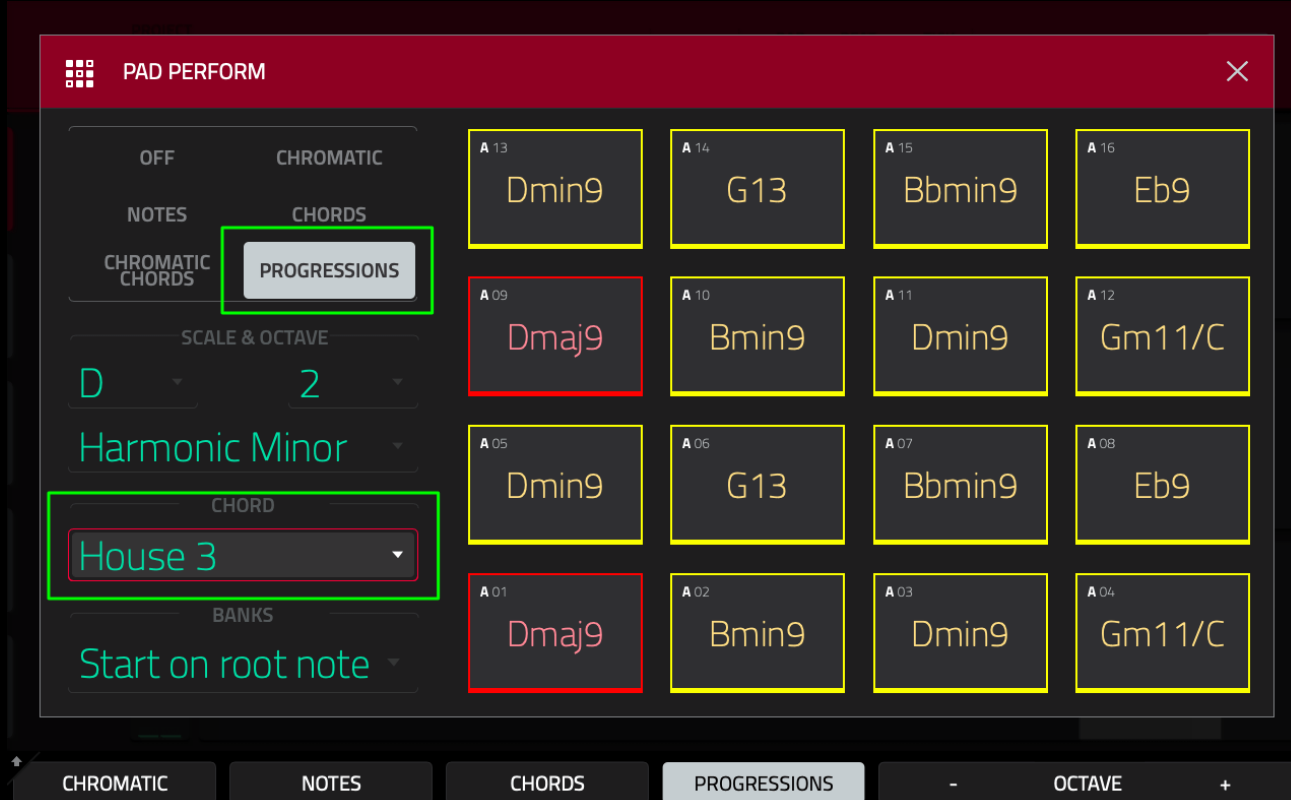 PAD PERFORM
OFF CHROMATIC
NOTES CHORDS
CHROMATIC
CHORDS
PROGRESSIONS
SCALE & OCTAVE
D 2
Harmonic Minor
CHORD
House 3
BANKS
Start on root note
A 13 A 14 A 15 A 16
Dmin9 G13 Bbmin9 Eb9
A 09 A 10 A 11 A 12
Dmaj9 Bmin9 Dmin9 Gm11/C
A 05 A 06 A 07 A 08
Dmin9 G13 Bbmin9 Eb9
A 01 A 02 A 03 A 04
Dmaj9 Bmin9 Dmin9 Gm11/C
CHROMATIC NOTES CHORDS PROGRESSIONS - OCTAVE +